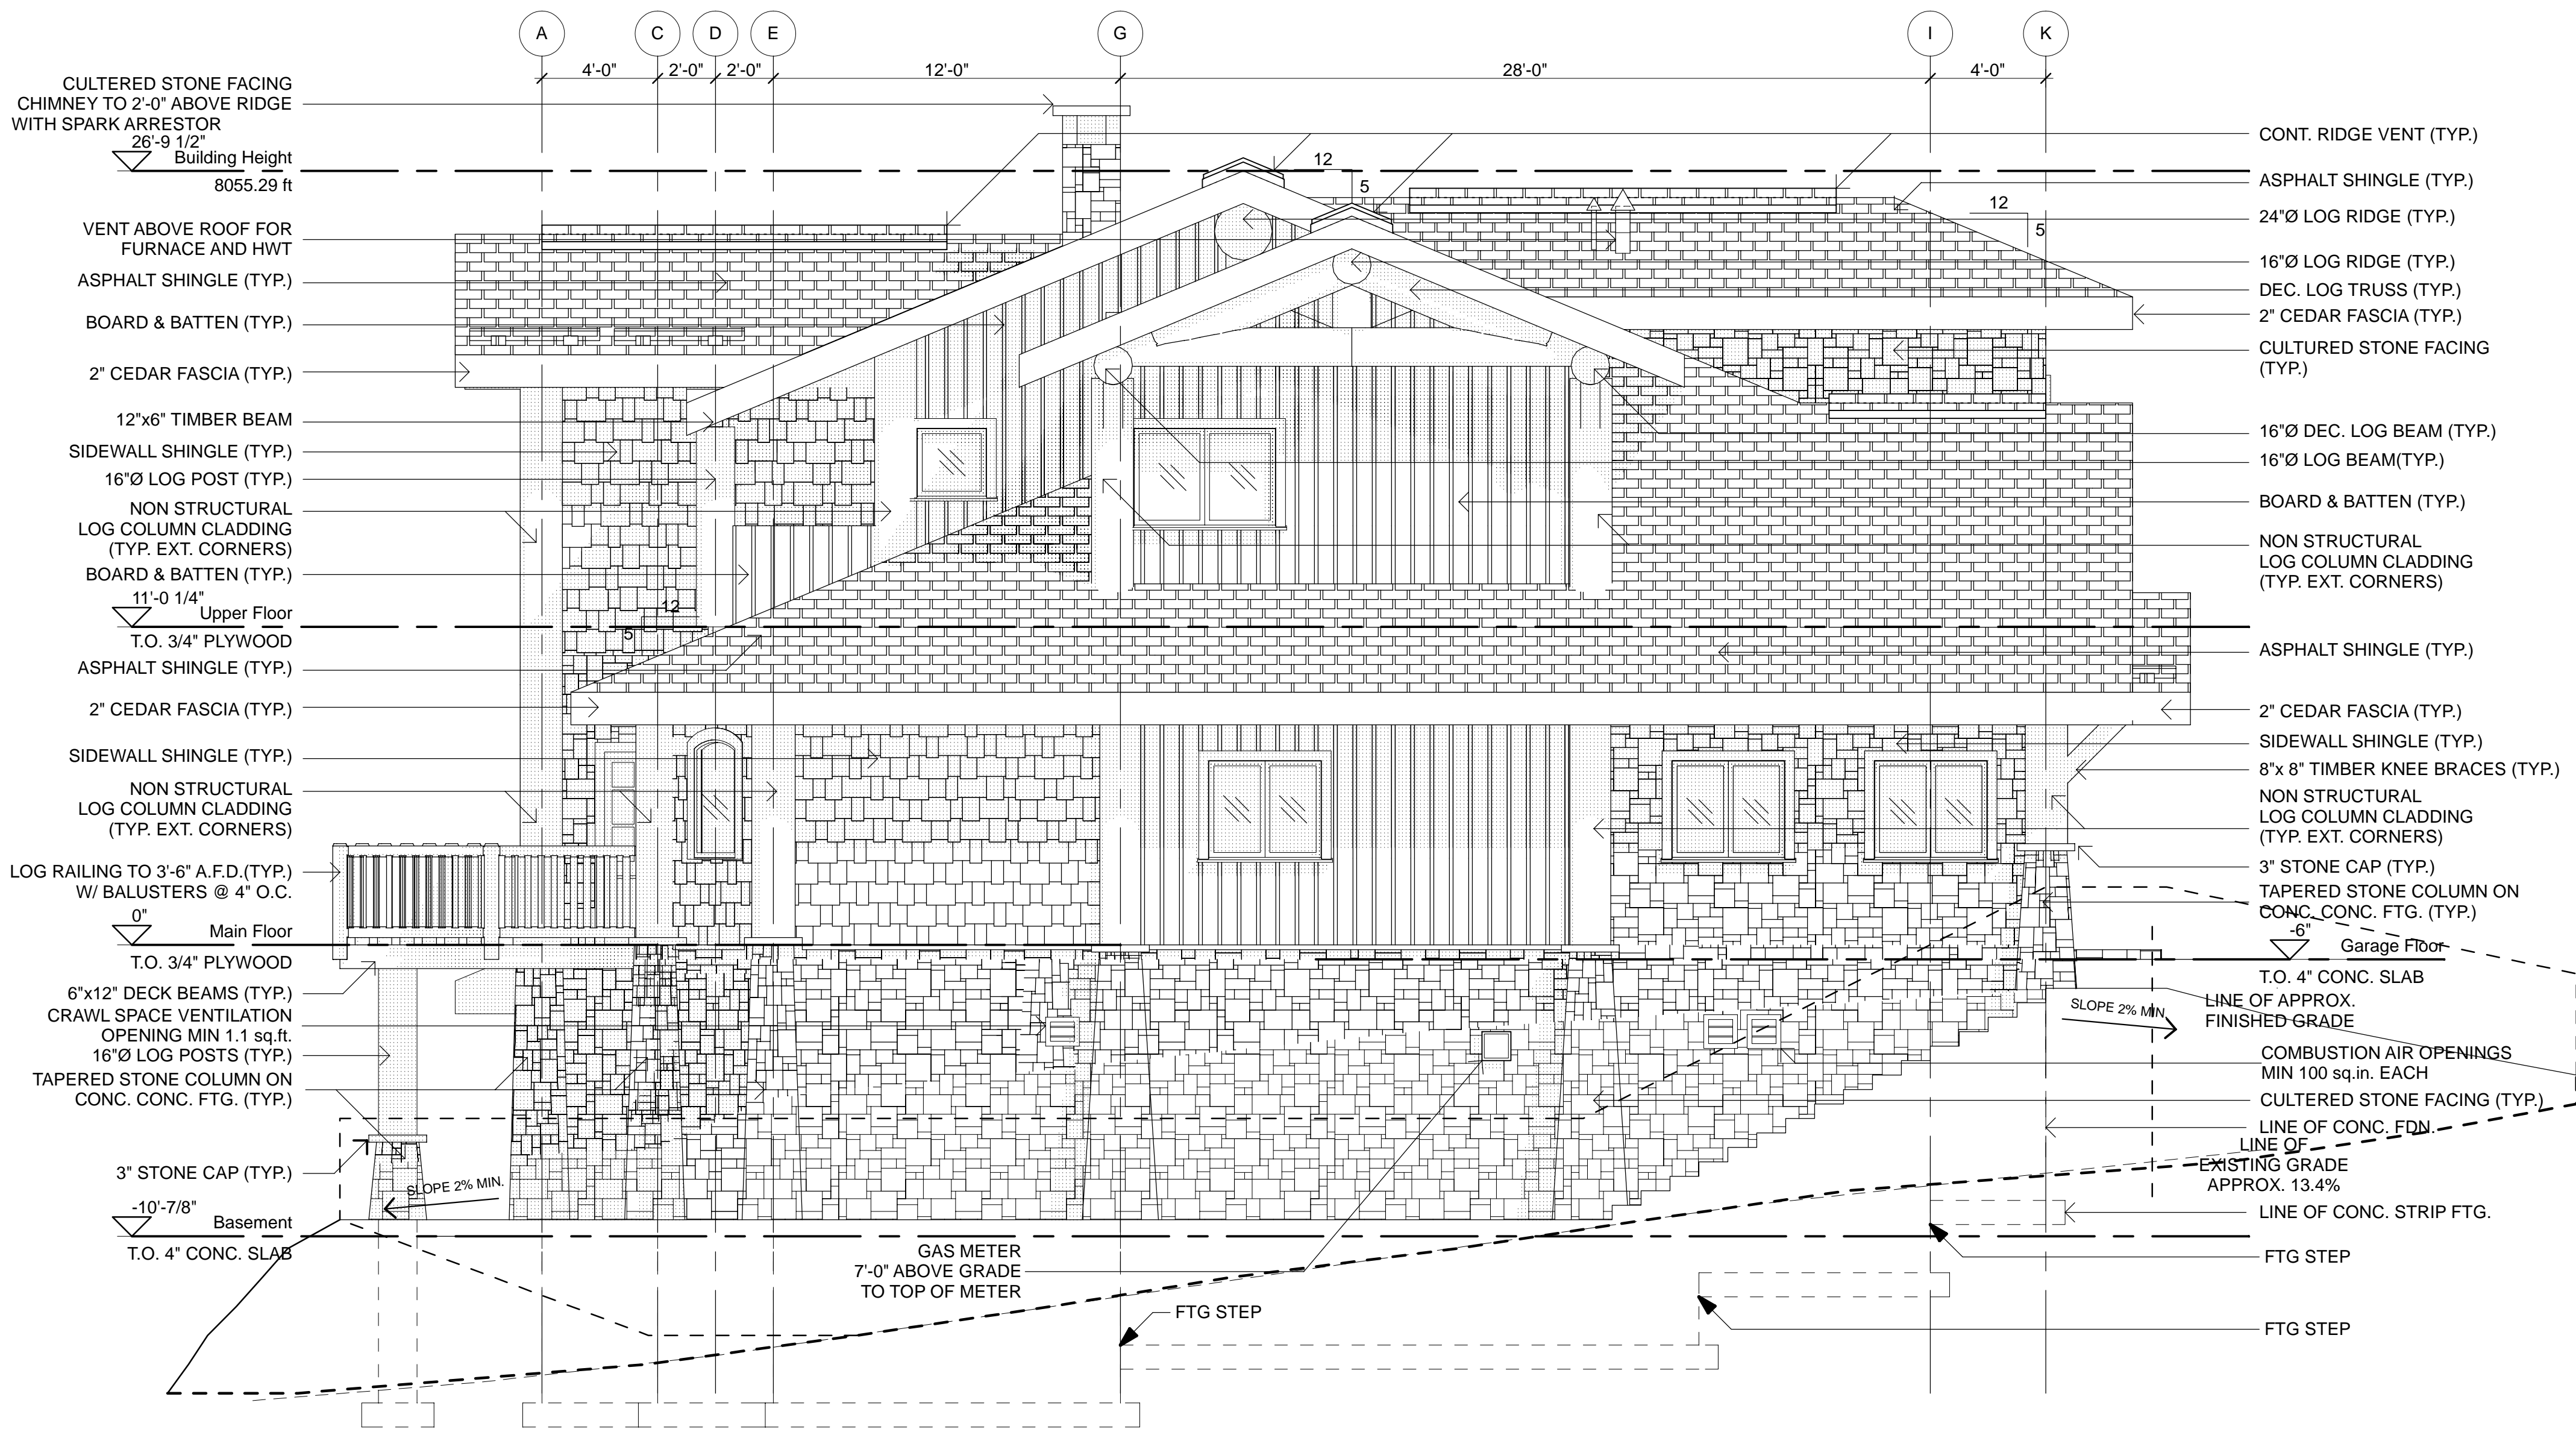 A
C
D
E
G
I
K
4'-0"
2'-0"
2'-0"
12'-0"
28'-0"
4'-0"
CULTERED STONE FACING
CHIMNEY TO 2'-0" ABOVE RIDGE
WITH SPARK ARRESTOR
26'-9 1/2"
Building Height
8055.29 ft
VENT ABOVE ROOF FOR
FURNACE AND HWT
ASPHALT SHINGLE (TYP.)
BOARD & BATTEN (TYP.)
2" CEDAR FASCIA (TYP.)
12"x6" TIMBER BEAM
SIDEWALL SHINGLE (TYP.)
16"Ø LOG POST (TYP.)
NON STRUCTURAL
LOG COLUMN CLADDING
(TYP. EXT. CORNERS)
BOARD & BATTEN (TYP.)
11'-0 1/4"
Upper Floor
T.O. 3/4" PLYWOOD
ASPHALT SHINGLE (TYP.)
2" CEDAR FASCIA (TYP.)
SIDEWALL SHINGLE (TYP.)
NON STRUCTURAL
LOG COLUMN CLADDING
(TYP. EXT. CORNERS)
LOG RAILING TO 3'-6" A.F.D.(TYP.)
W/ BALUSTERS @ 4" O.C.
0"
Main Floor
T.O. 3/4" PLYWOOD
6"x12" DECK BEAMS (TYP.)
CRAWL SPACE VENTILATION
OPENING MIN 1.1 sq.ft.
16"Ø LOG POSTS (TYP.)
TAPERED STONE COLUMN ON
CONC. CONC. FTG. (TYP.)
3" STONE CAP (TYP.)
SLOPE 2% MIN.
-10'-7/8"
Basement
T.O. 4" CONC. SLAB
12
5
12
5
12
5
GAS METER
7'-0" ABOVE GRADE
TO TOP OF METER
FTG STEP
CONT. RIDGE VENT (TYP.)
ASPHALT SHINGLE (TYP.)
24"Ø LOG RIDGE (TYP.)
16"Ø LOG RIDGE (TYP.)
DEC. LOG TRUSS (TYP.)
2" CEDAR FASCIA (TYP.)
CULTURED STONE FACING
(TYP.)
16"Ø DEC. LOG BEAM (TYP.)
16"Ø LOG BEAM(TYP.)
BOARD & BATTEN (TYP.)
NON STRUCTURAL
LOG COLUMN CLADDING
(TYP. EXT. CORNERS)
ASPHALT SHINGLE (TYP.)
2" CEDAR FASCIA (TYP.)
SIDEWALL SHINGLE (TYP.)
8"x 8" TIMBER KNEE BRACES (TYP.)
NON STRUCTURAL
LOG COLUMN CLADDING
(TYP. EXT. CORNERS)
3" STONE CAP (TYP.)
TAPERED STONE COLUMN ON
CONC. CONC. FTG. (TYP.)
-6"
Garage Floor
T.O. 4" CONC. SLAB
LINE OF APPROX.
FINISHED GRADE
SLOPE 2% MIN.
COMBUSTION AIR OPENINGS
MIN 100 sq.in. EACH
CULTERED STONE FACING (TYP.)
LINE OF CONC. FDN.
LINE OF
EXISTING GRADE
APPROX. 13.4%
LINE OF CONC. STRIP FTG.
FTG STEP
FTG STEP